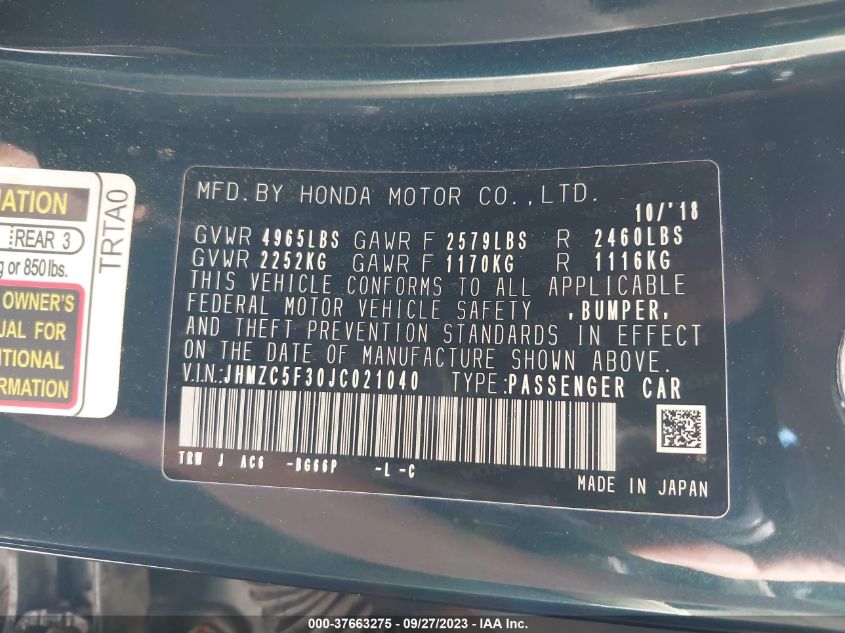 MFD. BY HONDA MOTOR CO., LTD.
10/'18
GVWR 4965LBS GAWR F 2579LBS R 2460LBS
GVWR 2252KG GAWR F 1170KG R 1116KG
THIS VEHICLE CONFORMS TO ALL APPLICABLE
FEDERAL MOTOR VEHICLE SAFETY , BUMPER,
AND THEFT PREVENTION STANDARDS IN EFFECT
ON THE DATE OF MANUFACTURE SHOWN ABOVE.
V.I.N.:JHMZC5F30JC021040 TYPE:PASSENGER CAR
TRW J AC6 -BG66P -L -C
MADE IN JAPAN
REAR 3
or 850 lbs.
OWNER'S
FOR
TRTA0
000-37663275 - 09/27/2023 - IAA Inc.